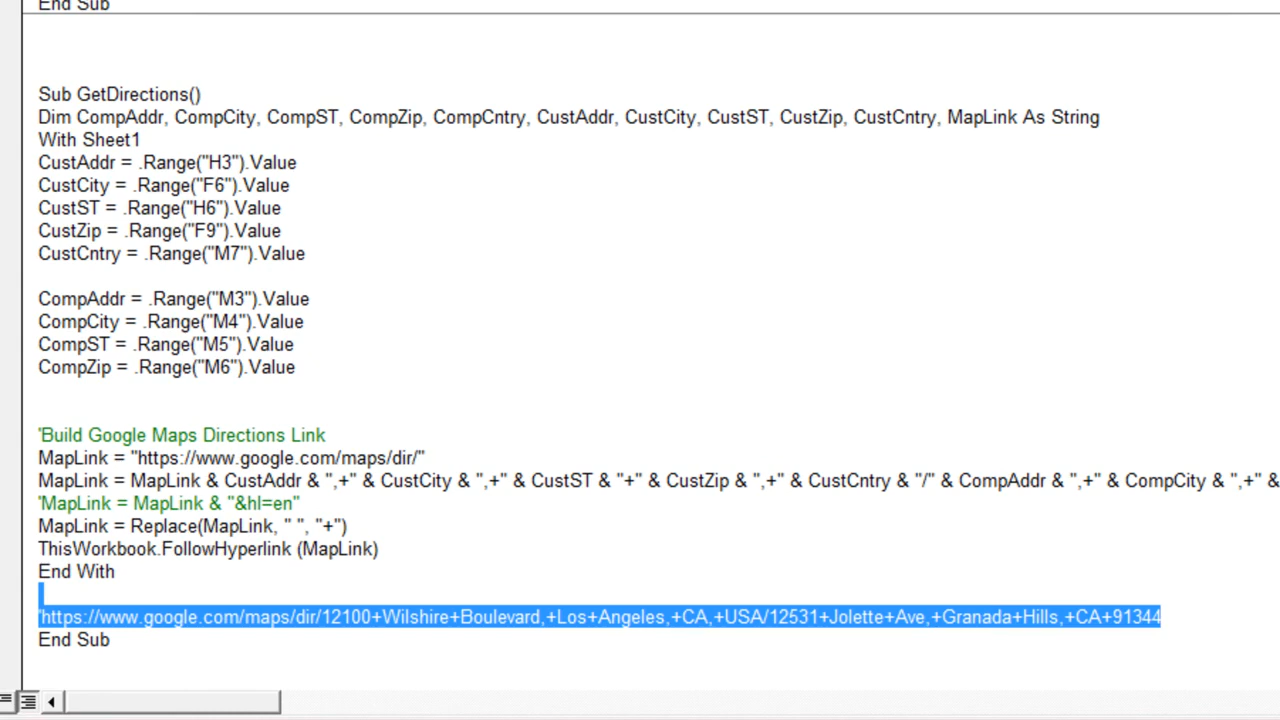 End Sub
Sub GetDirections()
Dim CompAddr, CompCity, CompST, CompZip, CompCntry, CustAddr, CustCity, CustST, CustZip, CustCntry, MapLink As String
With Sheet1
CustAddr = .Range("H3").Value
CustCity = .Range("F6").Value
CustST = .Range("H6").Value
CustZip = .Range("F9").Value
CustCntry = .Range("M7").Value
CompAddr = .Range("M3").Value
CompCity = .Range("M4").Value
CompST = .Range("M5").Value
CompZip = .Range("M6").Value
'Build Google Maps Directions Link
MapLink = "https://www.google.com/maps/dir/"
MapLink = MapLink & CustAddr & ",+" & CustCity & ",+" & CustST & "+" & CustZip & ",+" & CustCntry & "/" & CompAddr & ",+" & CompCity & ",+" &
'MapLink = MapLink & "&hl=en"
MapLink = Replace(MapLink, " ", "+")
ThisWorkbook.FollowHyperlink (MapLink)
End With
'https://www.google.com/maps/dir/12100+Wilshire+Boulevard,+Los+Angeles,+CA,+USA/12531+Jolette+Ave,+Granada+Hills,+CA+91344
End Sub